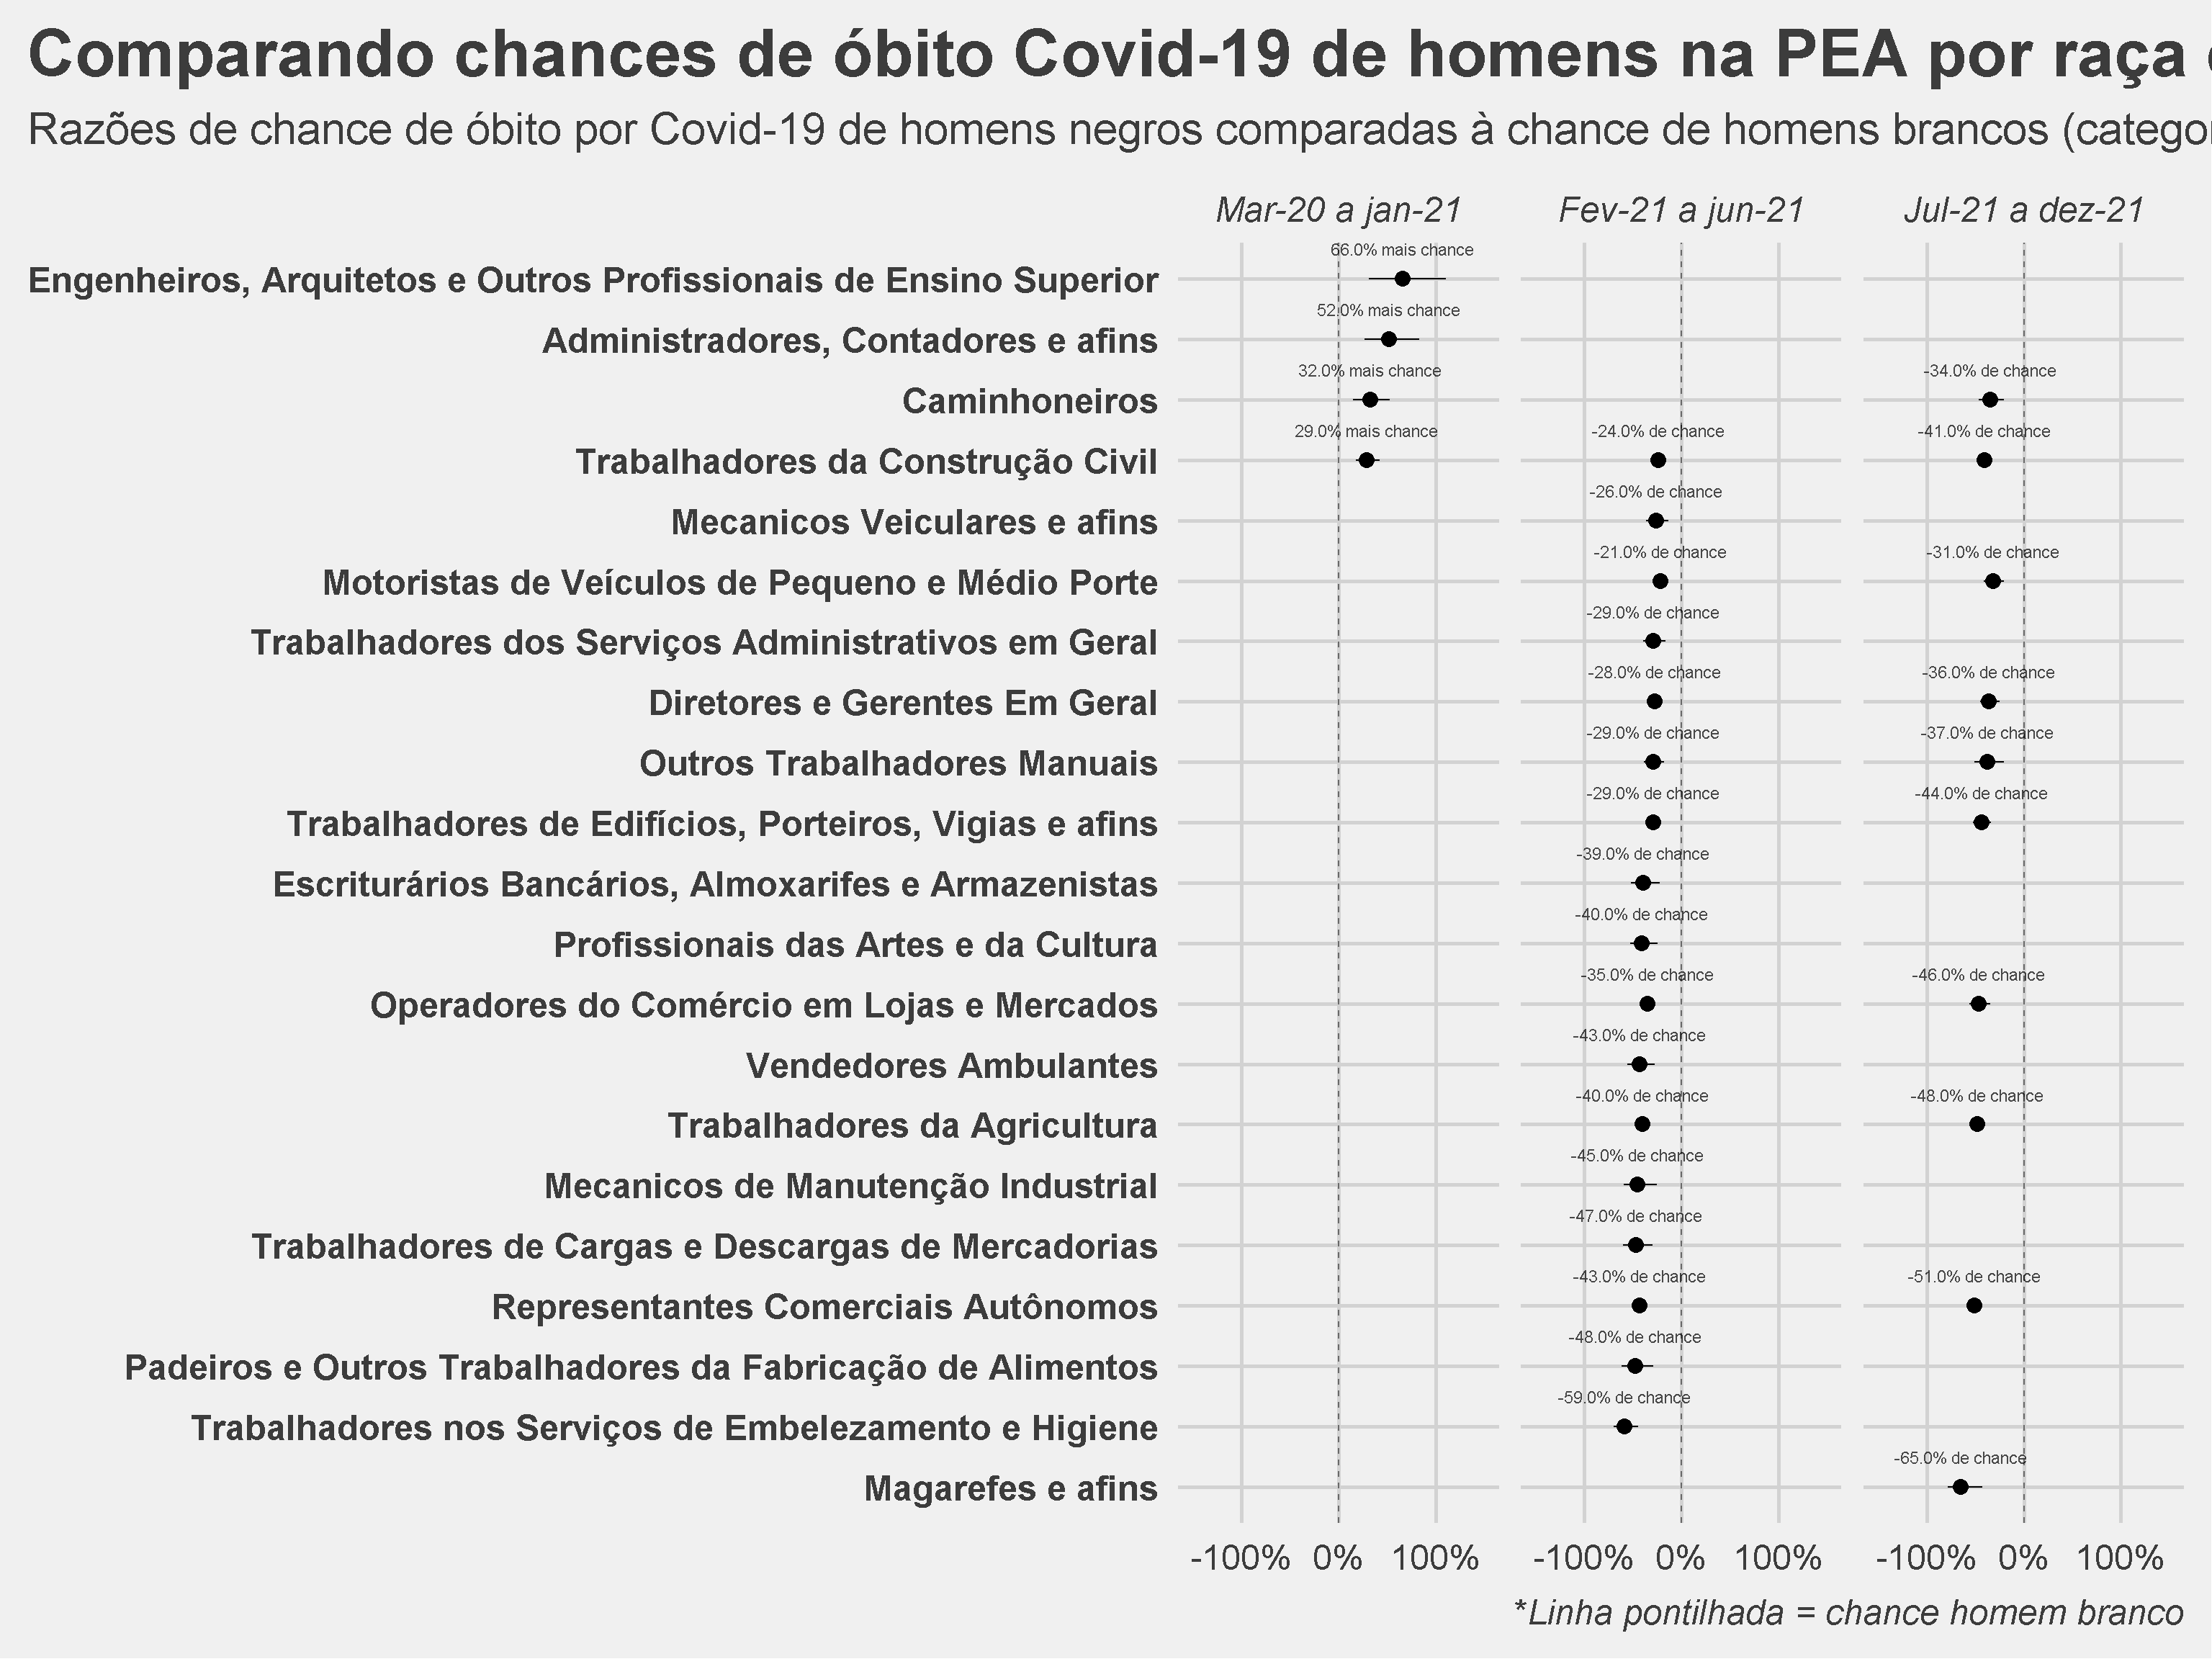 Comparando chances de óbito Covid-19 de homens na PEA por raça
Razões de chance de óbito por Covid-19 de homens negros comparadas à chance de homens brancos
Mar-20 a jan-21 Fev-21 a jun-21 Jul-21 a dez-21
66.0% mais chance
Engenheiros, Arquitetos e Outros Profissionais de Ensino Superior
52.0% mais chance
Administradores, Contadores e afins
32.0% mais chance -34.0% de chance
Caminhoneiros
29.0% mais chance -24.0% de chance -41.0% de chance
Trabalhadores da Construção Civil
-26.0% de chance
Mecanicos Veiculares e afins
-21.0% de chance -31.0% de chance
Motoristas de Veículos de Pequeno e Médio Porte
-29.0% de chance
Trabalhadores dos Serviços Administrativos em Geral
-28.0% de chance -36.0% de chance
Diretores e Gerentes Em Geral
-29.0% de chance -37.0% de chance
Outros Trabalhadores Manuais
-29.0% de chance -44.0% de chance
Trabalhadores de Edifícios, Porteiros, Vigias e afins
-39.0% de chance
Escriturários Bancários, Almoxarifes e Armazenistas
-40.0% de chance
Profissionais das Artes e da Cultura
-35.0% de chance -46.0% de chance
Operadores do Comércio em Lojas e Mercados
-43.0% de chance
Vendedores Ambulantes
-40.0% de chance -48.0% de chance
Trabalhadores da Agricultura
-45.0% de chance
Mecanicos de Manutenção Industrial
-47.0% de chance
Trabalhadores de Cargas e Descargas de Mercadorias
-43.0% de chance -51.0% de chance
Representantes Comerciais Autônomos
-48.0% de chance
Padeiros e Outros Trabalhadores da Fabricação de Alimentos
-59.0% de chance
Trabalhadores nos Serviços de Embelezamento e Higiene
-65.0% de chance
Magarefes e afins
-100% 0% 100% -100% 0% 100% -100% 0% 100%
*Linha pontilhada = chance homem branco